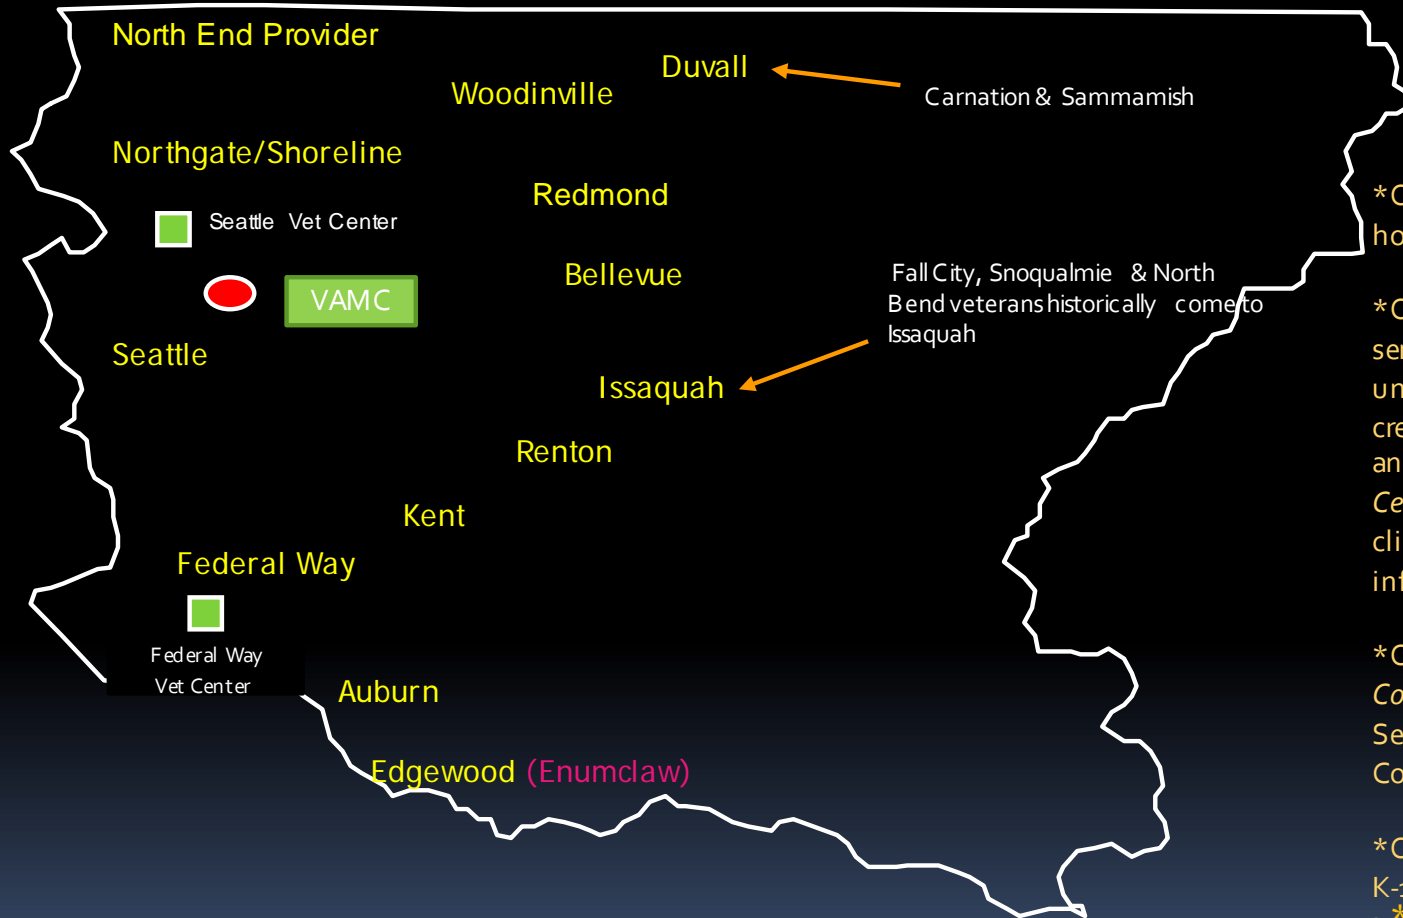 North End Provider
Duvall
Woodinville
Carnation & Sammamish
Northgate/Shoreline
Redmond
Seattle Vet Center
Bellevue
Fall City, Snoqualmie & North
Bend veterans historically come to
Issaquah
VAMC
Seattle
Issaquah
Renton
Kent
Federal Way
Federal Way
Vet Center
Auburn
Edgewood (Enumclaw)